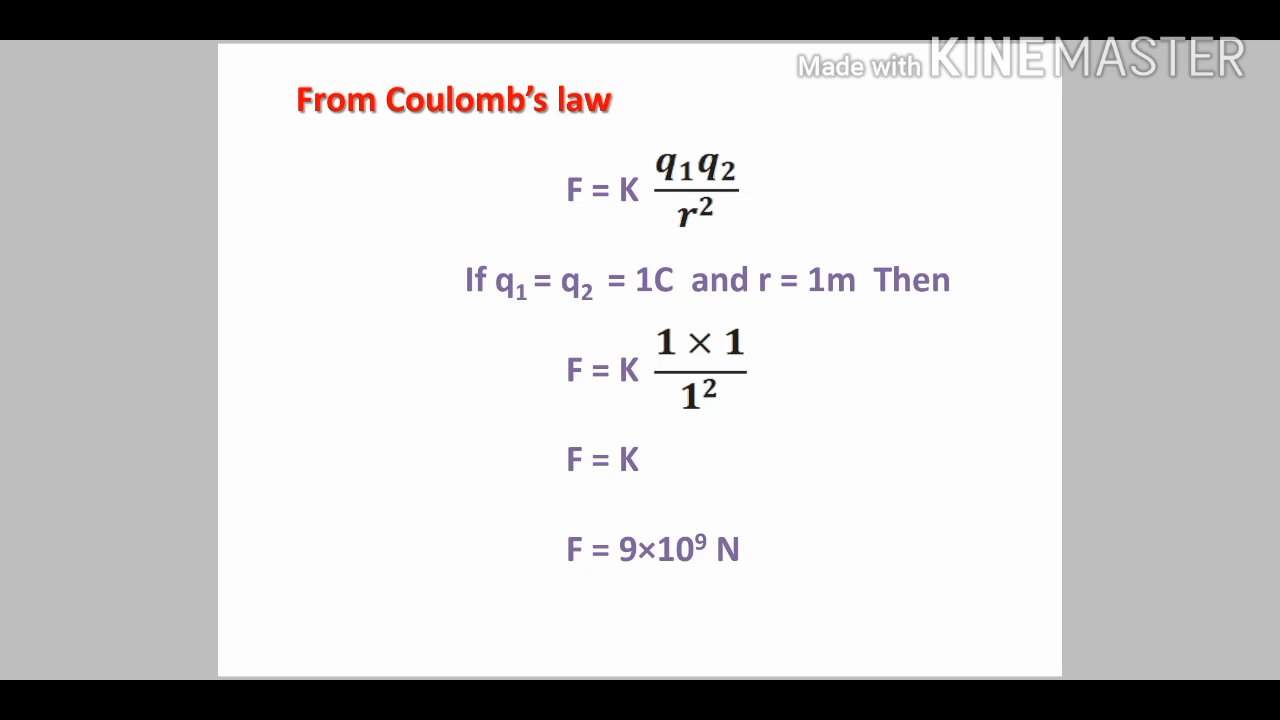 Made with KINEMASTER
From Coulomb's law
F = K q₁q₂/r²
If q₁ = q₂ = 1C and r = 1m Then
F = K 1 × 1/1²
F = K
F = 9×10⁹ N